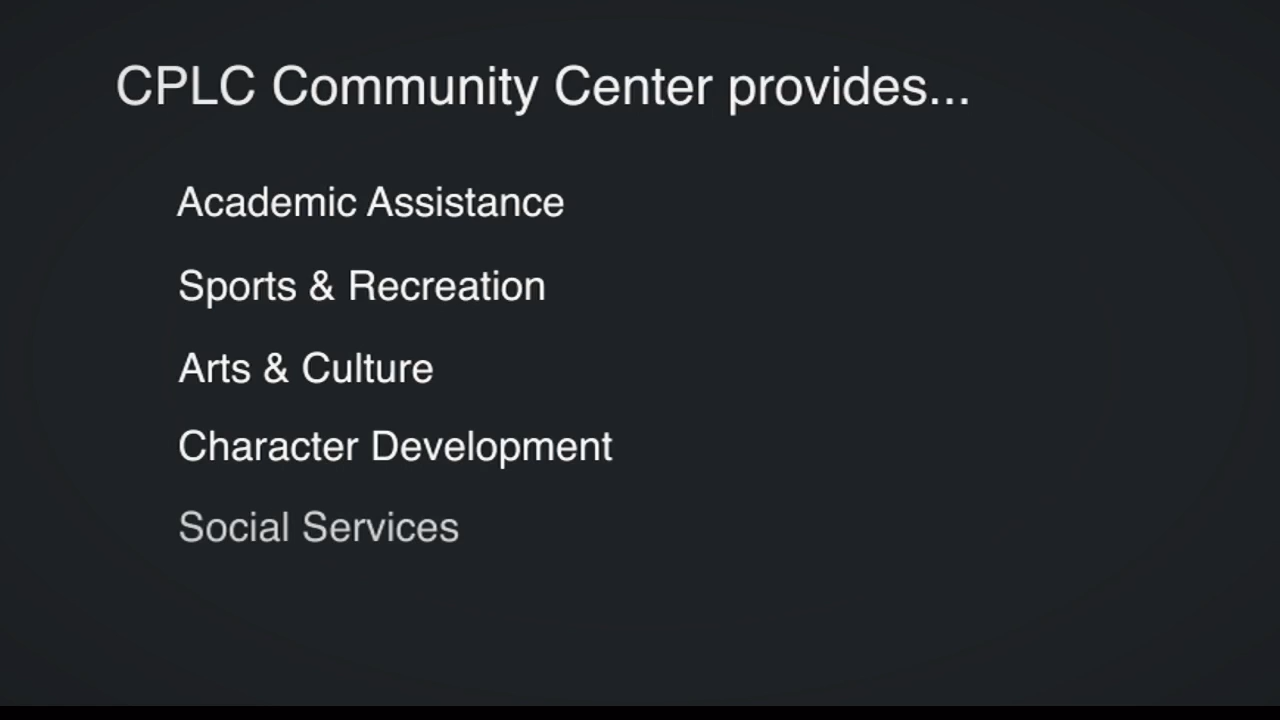 CPLC Community Center provides...
Academic Assistance
Sports & Recreation
Arts & Culture
Character Development
Social Services